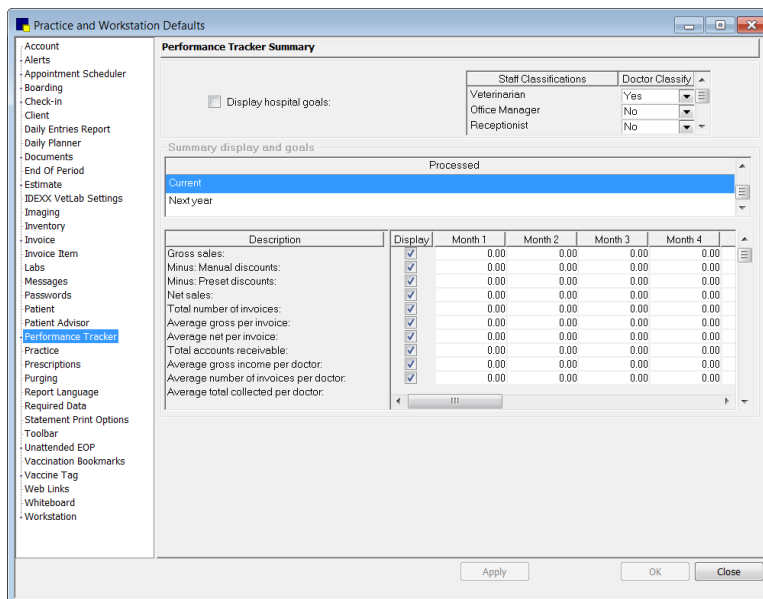 Practice and Workstation Defaults
Account
Alerts
Appointment Scheduler
Boarding
Check-in
Client
Daily Entries Report
Daily Planner
Documents
End Of Period
Estimate
IDEXX VetLab Settings
Imaging
Inventory
Invoice
Invoice Item
Labs
Messages
Passwords
Patient
Patient Advisor
Performance Tracker
Practice
Prescriptions
Purging
Report Language
Required Data
Statement Print Options
Toolbar
Unattended EOP
Vaccination Bookmarks
Vaccine Tag
Web Links
Whiteboard
Workstation
Performance Tracker Summary
Display hospital goals:
Staff Classifications Doctor Classify
Veterinarian Yes
Office Manager No
Receptionist No
Summary display and goals
Processed
Current
Next year
Description Display Month 1 Month 2 Month 3 Month 4
Gross sales: 0.00 0.00 0.00 0.00
Minus: Manual discounts: 0.00 0.00 0.00 0.00
Minus: Preset discounts: 0.00 0.00 0.00 0.00
Net sales: 0.00 0.00 0.00 0.00
Total number of invoices: 0.00 0.00 0.00 0.00
Average gross per invoice: 0.00 0.00 0.00 0.00
Average net per invoice: 0.00 0.00 0.00 0.00
Total accounts receivable: 0.00 0.00 0.00 0.00
Average gross income per doctor: 0.00 0.00 0.00 0.00
Average number of invoices per doctor: 0.00 0.00 0.00 0.00
Average total collected per doctor:
Apply OK Close